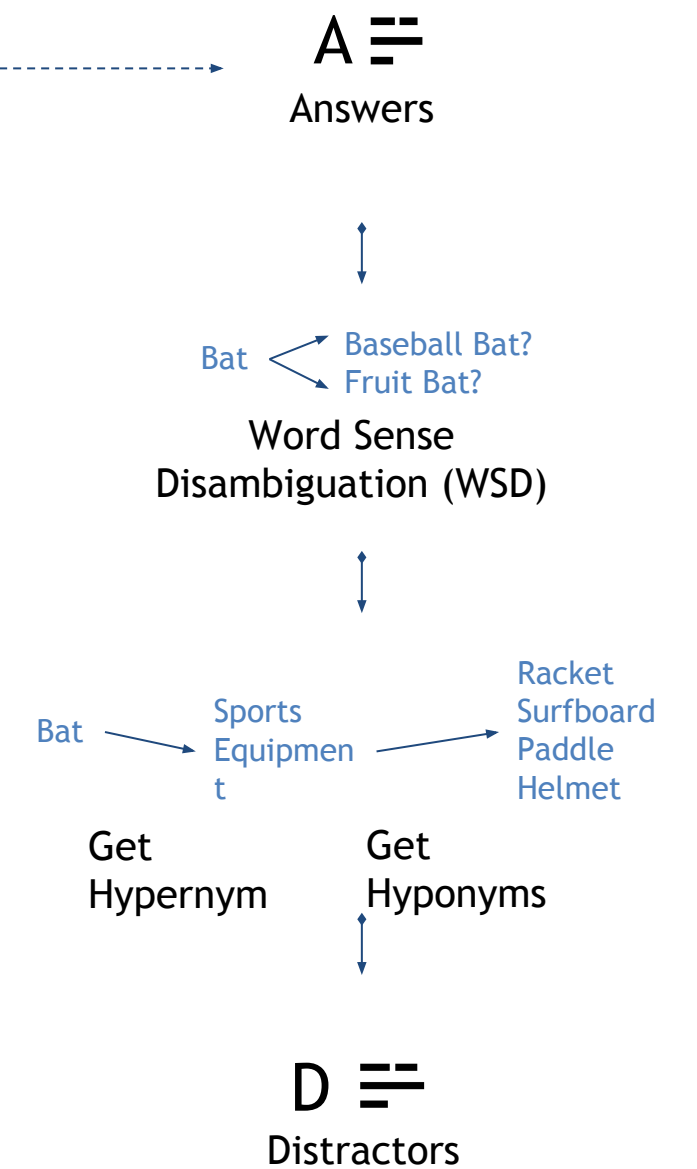 A
Answers
Bat
Baseball Bat?
Fruit Bat?
Word Sense
Disambiguation (WSD)
Bat
Sports
Equipmen
t
Racket
Surfboard
Paddle
Helmet
Get
Hypernym
Get
Hyponyms
D
Distractors